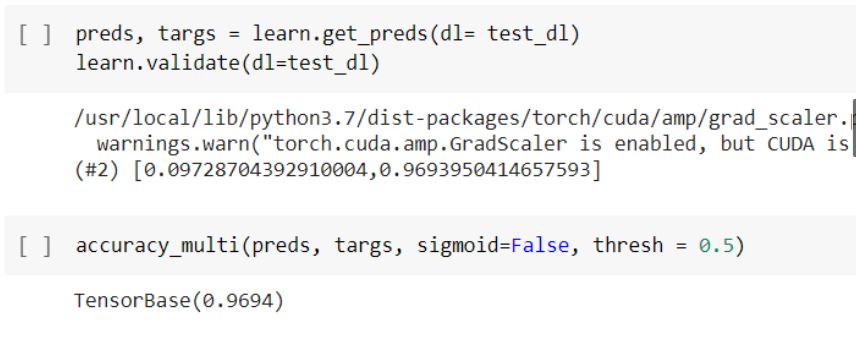 [ ] preds, targs = learn.get_preds(dl= test_dl)
learn.validate(dl=test_dl)
/usr/local/lib/python3.7/dist-packages/torch/cuda/amp/grad_scaler.
warnings.warn("torch.cuda.amp.GradScaler is enabled, but CUDA is
(#2) [0.09728704392910004,0.9693950414657593]
[ ] accuracy_multi(preds, targs, sigmoid=False, thresh = 0.5)
TensorBase(0.9694)